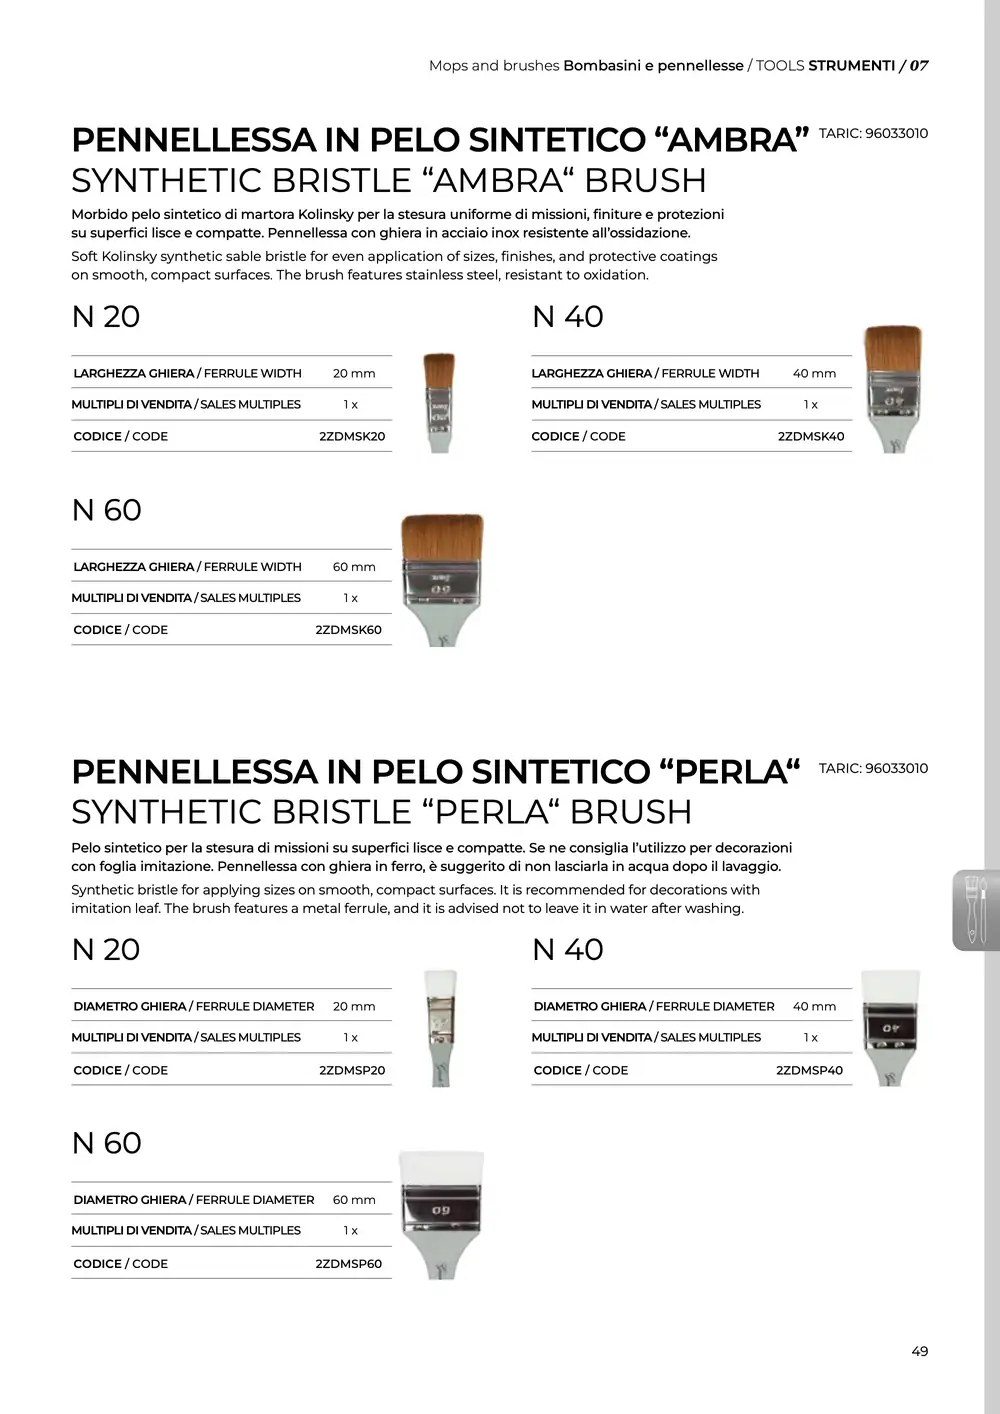 Mops and brushes Bombasini e pennellesse / TOOLS STRUMENTI / 07
PENNELLESSA IN PELO SINTETICO “AMBRA” TARIC: 96033010
SYNTHETIC BRISTLE “AMBRA“ BRUSH
Morbido pelo sintetico di martora Kolinsky per la stesura uniforme di missioni, finiture e protezioni
su superfici lisce e compatte. Pennellessa con ghiera in acciaio inox resistente all’ossidazione.
Soft Kolinsky synthetic sable bristle for even application of sizes, finishes, and protective coatings
on smooth, compact surfaces. The brush features stainless steel, resistant to oxidation.
N 20
LARGHEZZA GHIERA / FERRULE WIDTH 20 mm
MULTIPLI DI VENDITA / SALES MULTIPLES 1 x
CODICE / CODE 2ZDMSK20
N 40
LARGHEZZA GHIERA / FERRULE WIDTH 40 mm
MULTIPLI DI VENDITA / SALES MULTIPLES 1 x
CODICE / CODE 2ZDMSK40
40
N 60
LARGHEZZA GHIERA / FERRULE WIDTH 60 mm
MULTIPLI DI VENDITA / SALES MULTIPLES 1 x
CODICE / CODE 2ZDMSK60
60
PENNELLESSA IN PELO SINTETICO “PERLA“ TARIC: 96033010
SYNTHETIC BRISTLE “PERLA“ BRUSH
Pelo sintetico per la stesura di missioni su superfici lisce e compatte. Se ne consiglia l’utilizzo per decorazioni
con foglia imitazione. Pennellessa con ghiera in ferro, è suggerito di non lasciarla in acqua dopo il lavaggio.
Synthetic bristle for applying sizes on smooth, compact surfaces. It is recommended for decorations with
imitation leaf. The brush features a metal ferrule, and it is advised not to leave it in water after washing.
N 20
DIAMETRO GHIERA / FERRULE DIAMETER 20 mm
MULTIPLI DI VENDITA / SALES MULTIPLES 1 x
CODICE / CODE 2ZDMSP20
N 40
DIAMETRO GHIERA / FERRULE DIAMETER 40 mm
MULTIPLI DI VENDITA / SALES MULTIPLES 1 x
CODICE / CODE 2ZDMSP40
40
N 60
DIAMETRO GHIERA / FERRULE DIAMETER 60 mm
MULTIPLI DI VENDITA / SALES MULTIPLES 1 x
CODICE / CODE 2ZDMSP60
60
49